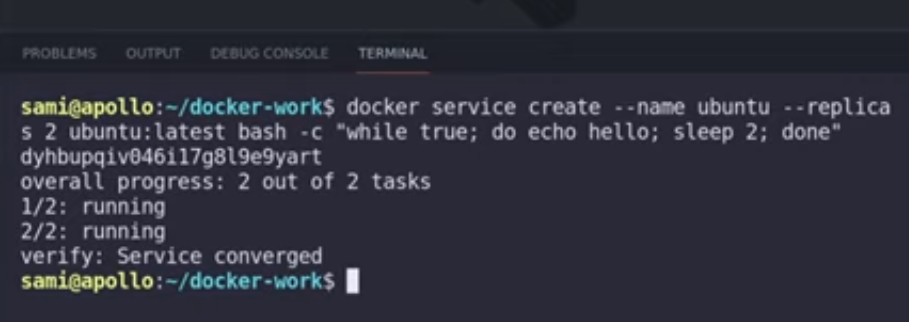 PROBLEMS OUTPUT DEBUG CONSOLE TERMINAL
sami@apollo:~/docker-work$ docker service create --name ubuntu --replica
s 2 ubuntu:latest bash -c "while true; do echo hello; sleep 2; done"
dyhbupqiv046i17g8l9e9yart
overall progress: 2 out of 2 tasks
1/2: running
2/2: running
verify: Service converged
sami@apollo:~/docker-work$